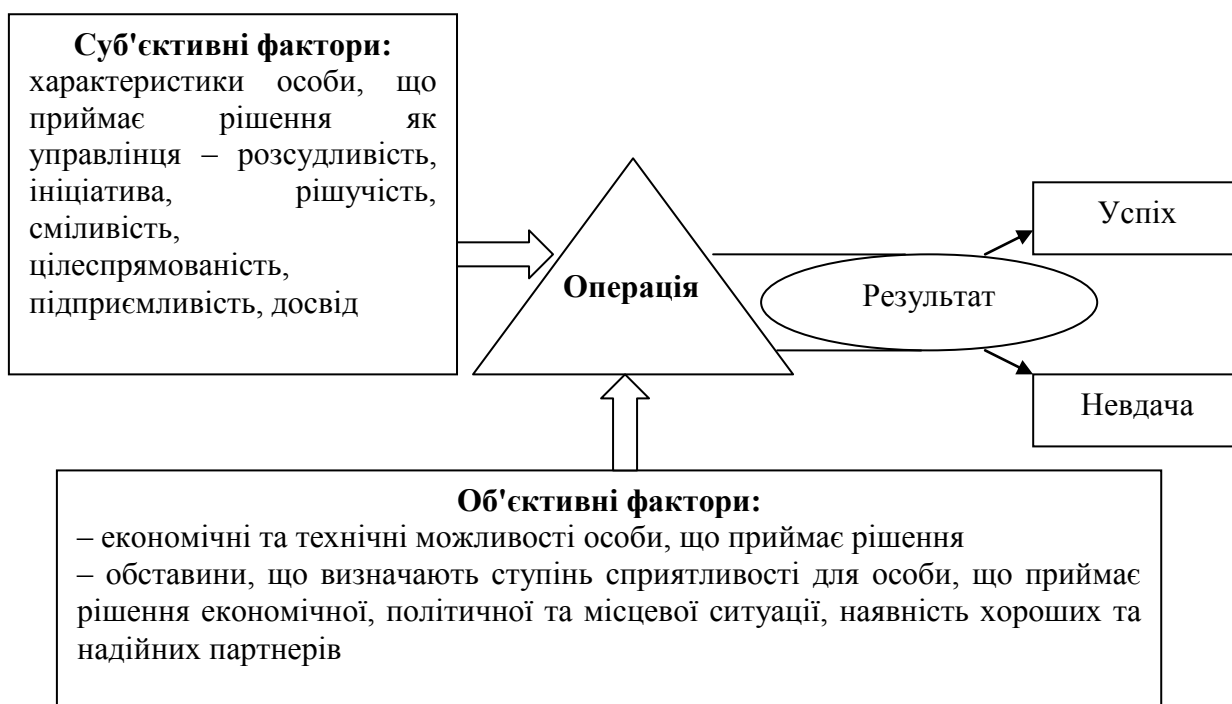 Суб'єктивні фактори:
характеристики особи, що
приймає рішення як
управлінця – розсудливість,
ініціатива, рішучість,
сміливість,
цілеспрямованість,
підприємливість, досвід
Операція
Результат
Успіх
Невдача
Об'єктивні фактори:
– економічні та технічні можливості особи, що приймає рішення
– обставини, що визначають ступінь сприятливості для особи, що приймає
рішення економічної, політичної та місцевої ситуації, наявність хороших та
надійних партнерів